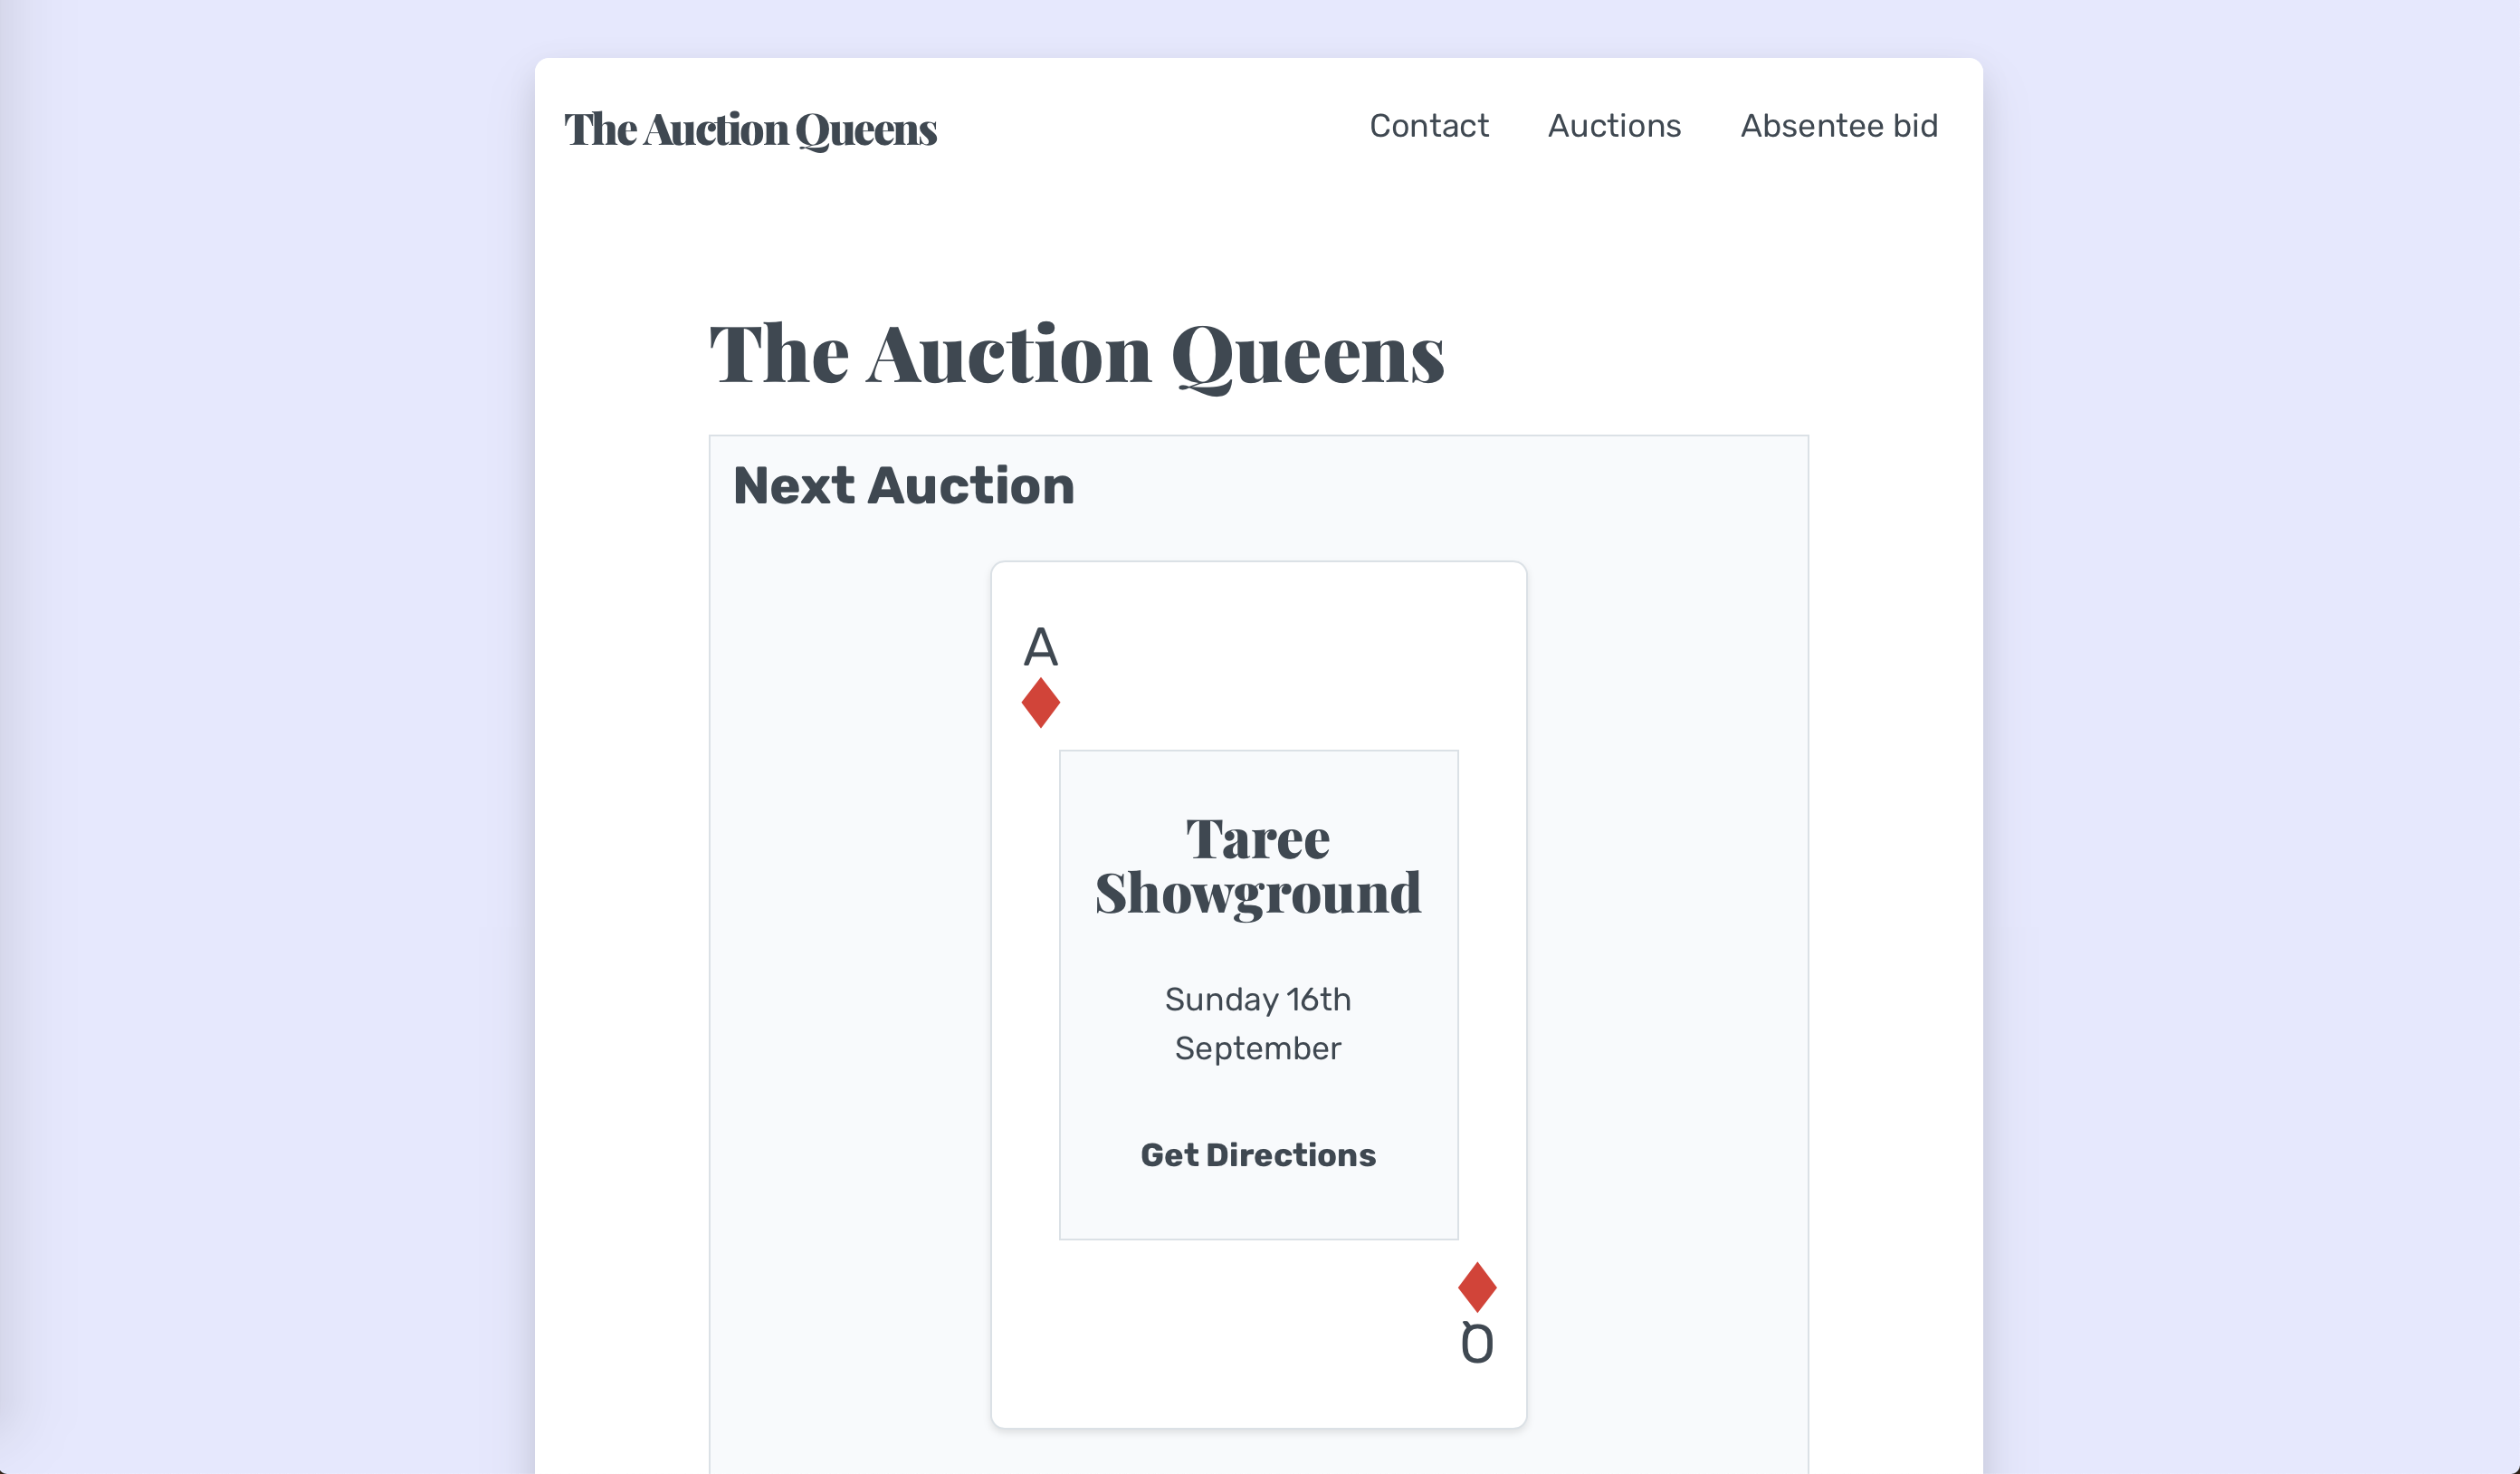 The Auction Queens
Contact Auctions Absentee bid
The Auction Queens
Next Auction
A
Taree
Showground
Sunday 16th
September
Get Directions
Q